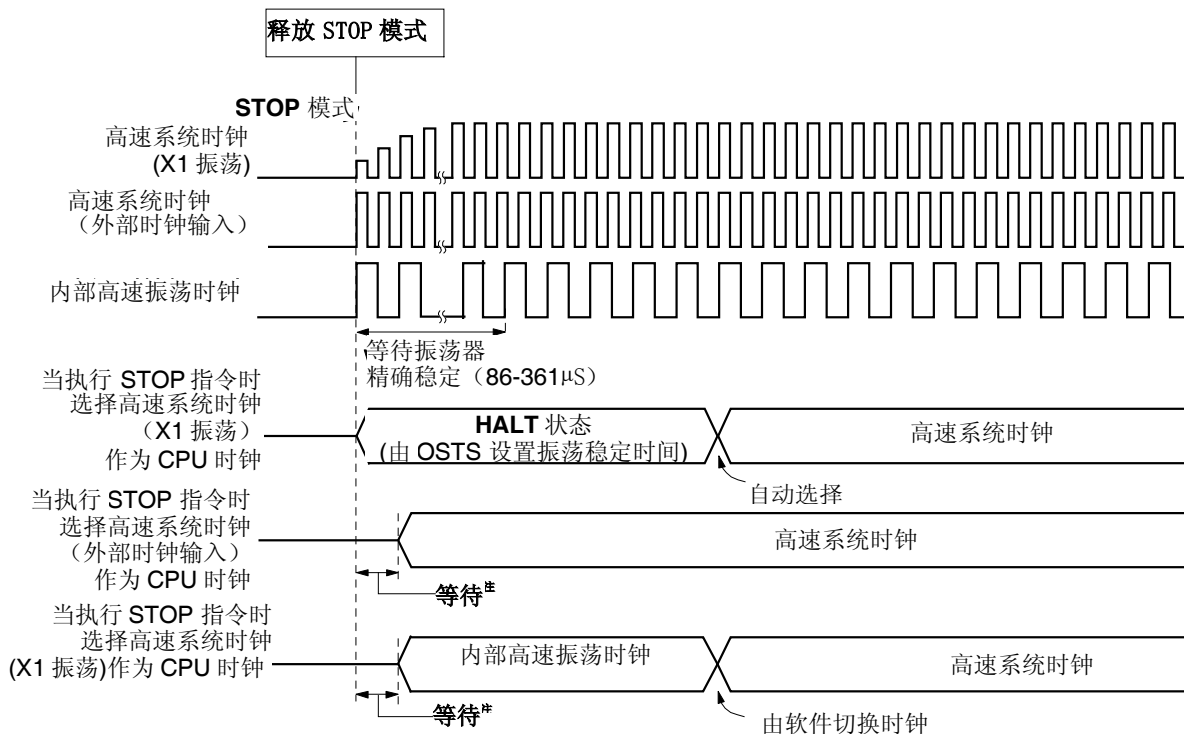 释放 STOP 模式
STOP 模式
高速系统时钟
(X1 振荡)
高速系统时钟
（外部时钟输入）
内部高速振荡时钟
等待振荡器
精确稳定（86-361μS）
当执行 STOP 指令时
选择高速系统时钟
（X1 振荡）
作为 CPU 时钟
HALT 状态
(由 OSTS 设置振荡稳定时间)
高速系统时钟
自动选择
当执行 STOP 指令时
选择高速系统时钟
（外部时钟输入）
作为 CPU 时钟
高速系统时钟
等待注
当执行 STOP 指令时
选择高速系统时钟
(X1 振荡)作为 CPU 时钟
内部高速振荡时钟
高速系统时钟
等待注
由软件切换时钟